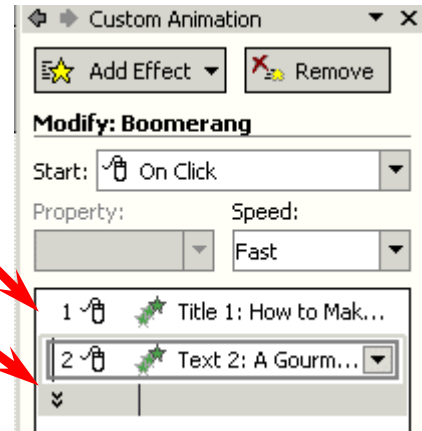 Custom Animation
Add Effect Remove
Modify: Boomerang
Start: On Click
Property: Speed:
Fast
1 Title 1: How to Mak...
2 Text 2: A Gourm...